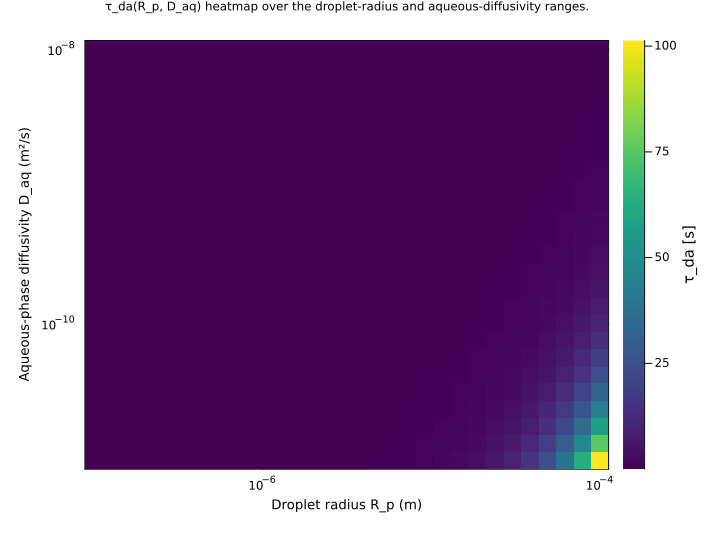 τ_da(R_p, D_aq) heatmap over the droplet-radius and aqueous-diffusivity ranges.
10⁻⁸
10⁻¹⁰
Aqueous-phase diffusivity D_aq (m²/s)
10⁻⁶
10⁻⁴
Droplet radius R_p (m)
100
75
50
25
τ_da [s]